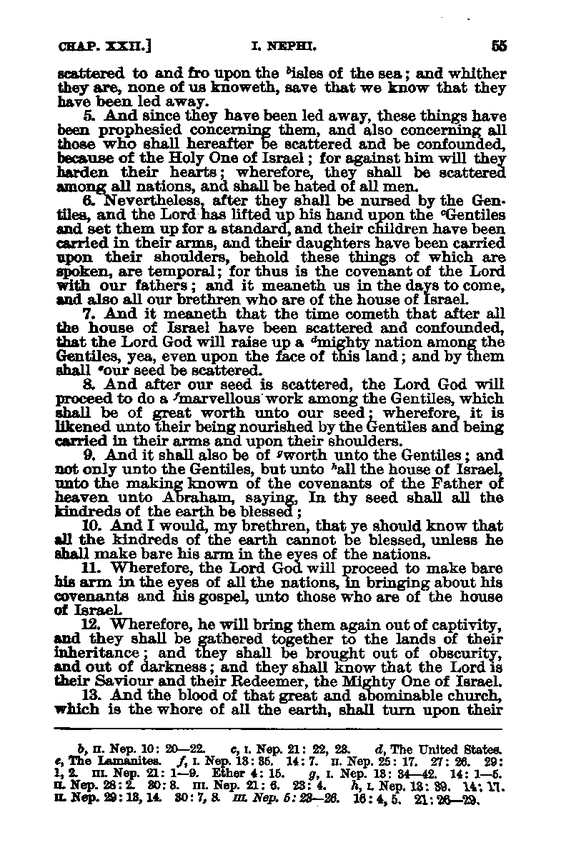 CHAP. XXII.] I. NEPHI. 55
scattered to and fro upon the ᵇisles of the sea; and whither
they are, none of us knoweth, save that we know that they
have been led away.
5. And since they have been led away, these things have
been prophesied concerning them, and also concerning all
those who shall hereafter be scattered and be confounded,
because of the Holy One of Israel; for against him will they
harden their hearts; wherefore, they shall be scattered
among all nations, and shall be hated of all men.
6. Nevertheless, after they shall be nursed by the Gen-
tiles, and the Lord has lifted up his hand upon the ᶜGentiles
and set them up for a standard, and their children have been
carried in their arms, and their daughters have been carried
upon their shoulders, behold these things of which are
spoken, are temporal; for thus is the covenant of the Lord
with our fathers; and it meaneth us in the days to come,
and also all our brethren who are of the house of Israel.
7. And it meaneth that the time cometh that after all
the house of Israel have been scattered and confounded,
that the Lord God will raise up a ᵈmighty nation among the
Gentiles, yea, even upon the face of this land; and by them
shall ᵉour seed be scattered.
8. And after our seed is scattered, the Lord God will
proceed to do a ᶠmarvellous work among the Gentiles, which
shall be of great worth unto our seed; wherefore, it is
likened unto their being nourished by the Gentiles and being
carried in their arms and upon their shoulders.
9. And it shall also be of ᵍworth unto the Gentiles; and
not only unto the Gentiles, but unto ʰall the house of Israel,
unto the making known of the covenants of the Father of
heaven unto Abraham, saying, In thy seed shall all the
kindreds of the earth be blessed;
10. And I would, my brethren, that ye should know that
all the kindreds of the earth cannot be blessed, unless he
shall make bare his arm in the eyes of the nations.
11. Wherefore, the Lord God will proceed to make bare
his arm in the eyes of all the nations, in bringing about his
covenants and his gospel, unto those who are of the house
of Israel.
12. Wherefore, he will bring them again out of captivity,
and they shall be gathered together to the lands of their
inheritance; and they shall be brought out of obscurity,
and out of darkness; and they shall know that the Lord is
their Saviour and their Redeemer, the Mighty One of Israel.
13. And the blood of that great and abominable church,
which is the whore of all the earth, shall turn upon their
b, II. Nep. 10: 20—22. c, I. Nep. 21: 22, 23. d, The United States.
e, The Lamanites. f, I. Nep. 13: 35. 14: 7. II. Nep. 25: 17. 27: 26. 29:
1, 2. III. Nep. 21: 1—9. Ether 4: 15. g, I. Nep. 13: 34—42. 14: 1—5.
II. Nep. 28: 2. 30: 3. III. Nep. 21: 6. 23: 4. h, I. Nep. 13: 39. 14: 17.
II. Nep. 29: 13, 14. 30: 7, 8. III. Nep. 5: 23—26. 16: 4, 5. 21: 26—29.